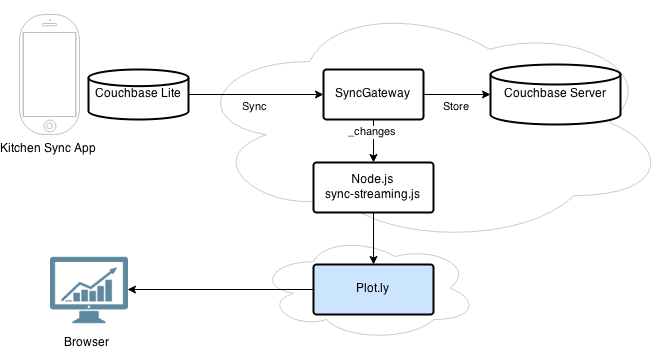 Couchbase Lite
Sync
SyncGateway
Store
Couchbase Server
Kitchen Sync App
_changes
Node.js
sync-streaming.js
Plot.ly
Browser